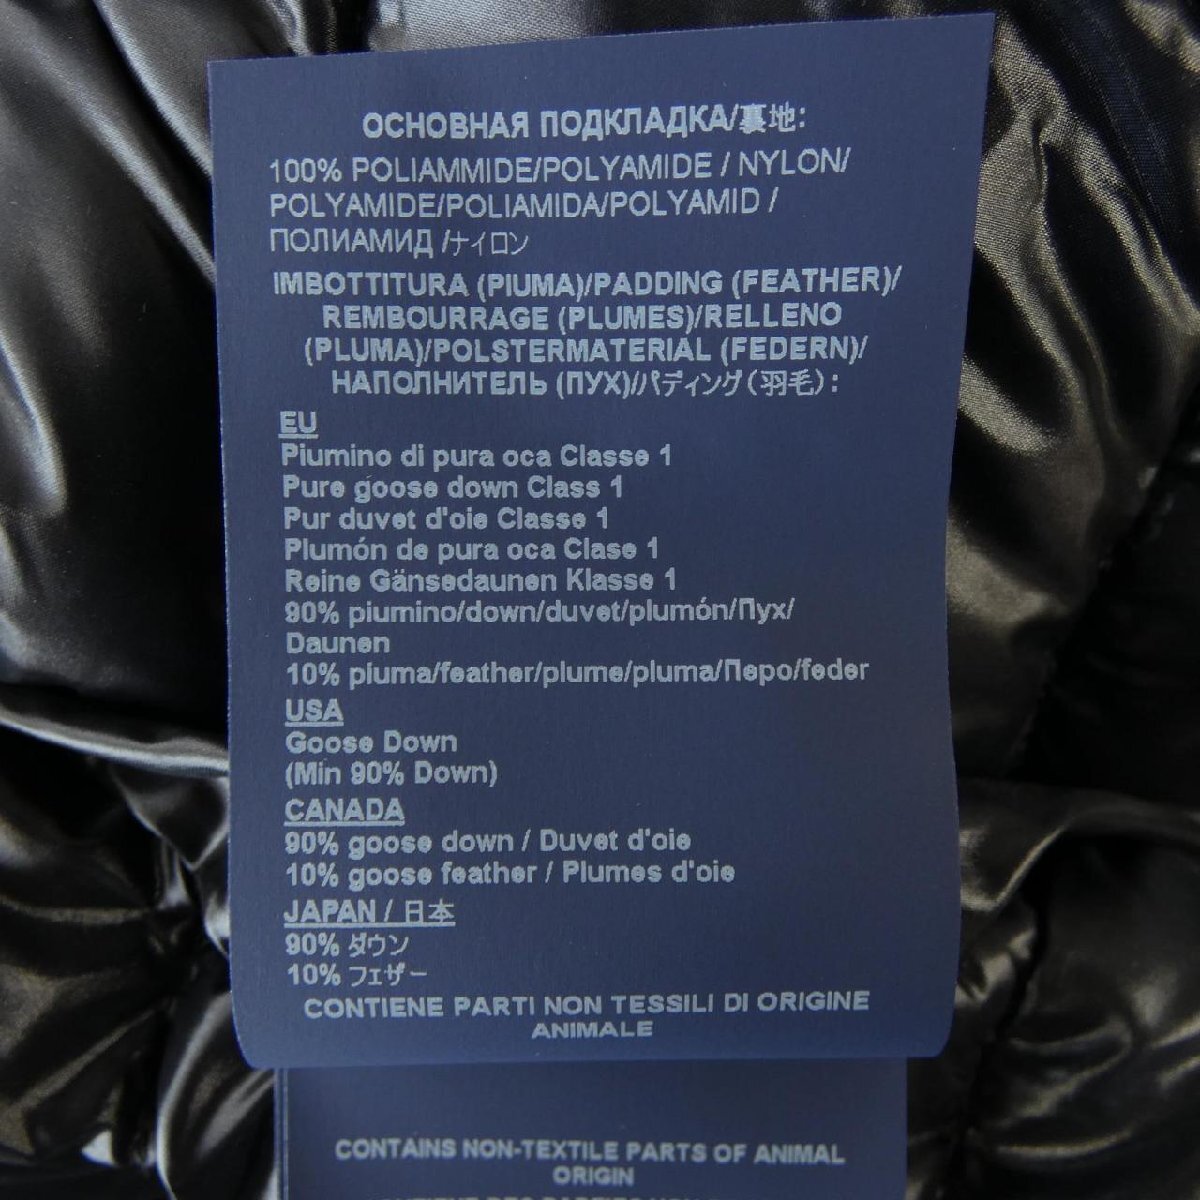 ОСНОВНАЯ ПОДКЛАДКА/裏地:
100% POLIAMMIDE/POLYAMIDE / NYLON/
POLYAMIDE/POLIAMIDA/POLYAMID /
ПОЛИАМИД /ナイロン
IMBOTTITURA (PIUMA)/PADDING (FEATHER)/
REMBOURRAGE (PLUMES)/RELLENO
(PLUMA)/POLSTERMATERIAL (FEDERN)/
НАПОЛНИТЕЛЬ (ПУХ)/パディング(羽毛):
EU
Piumino di pura oca Classe 1
Pure goose down Class 1
Pur duvet d'oie Classe 1
Plumón de pura oca Clase 1
Reine Gänsedaunen Klasse 1
90% piumino/down/duvet/plumón/Пух/
Daunen
10% piuma/feather/plume/pluma/Перо/feder
USA
Goose Down
(Min 90% Down)
CANADA
90% goose down / Duvet d'oie
10% goose feather / Plumes d'oie
JAPAN / 日本
90% ダウン
10% フェザー
CONTIENE PARTI NON TESSILI DI ORIGINE
ANIMALE
CONTAINS NON-TEXTILE PARTS OF ANIMAL
ORIGIN